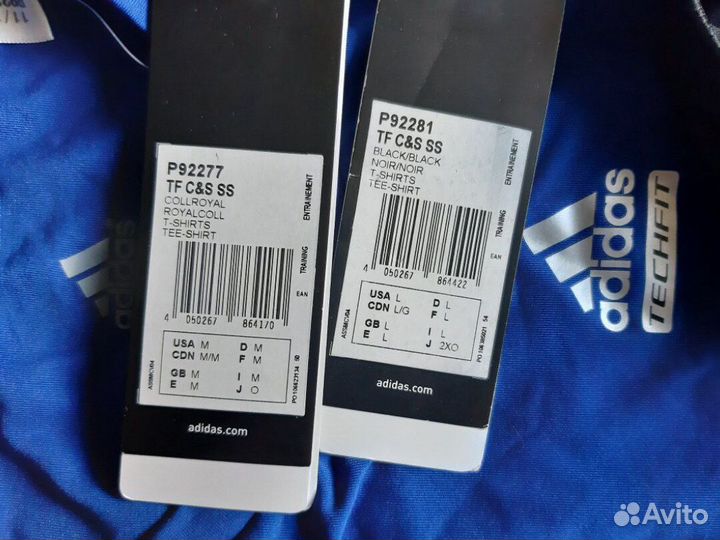 P92277
TF C&S SS
COLLROYAL
ROYALCOLL
T-SHIRTS
TEE-SHIRT
ENTRAINEMENT
TRAINING
EAN
4 050267 864170
USA M D M
CDN M/M F M
GB M I M
E M J O
adidas.com
P92281
TF C&S SS
BLACK/BLACK
NOIR/NOIR
T-SHIRTS
TEE-SHIRT
ENTRAINEMENT
TRAINING
EAN
4 050267 864422
USA L D L
CDN L/G F L
GB L I L
E L J 2XO
adidas.com
adidas
TECHFIT
adidas
Avito